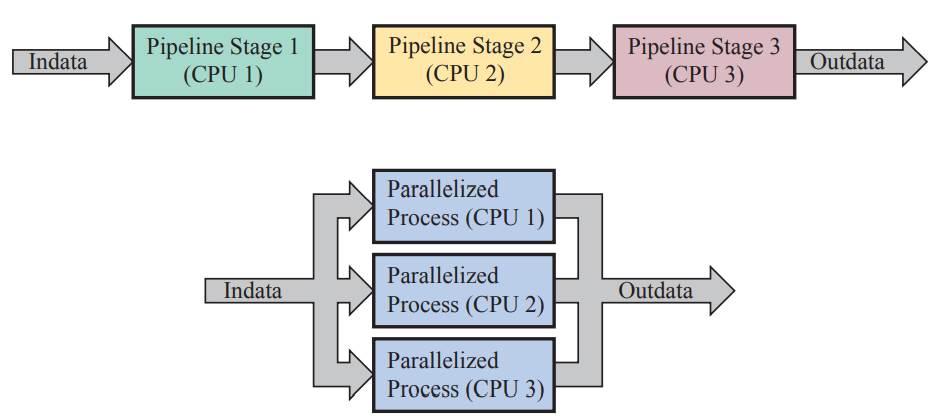 Indata
Pipeline Stage 1
(CPU 1)
Pipeline Stage 2
(CPU 2)
Pipeline Stage 3
(CPU 3)
Outdata
Parallelized
Process (CPU 1)
Indata
Parallelized
Process (CPU 2)
Outdata
Parallelized
Process (CPU 3)